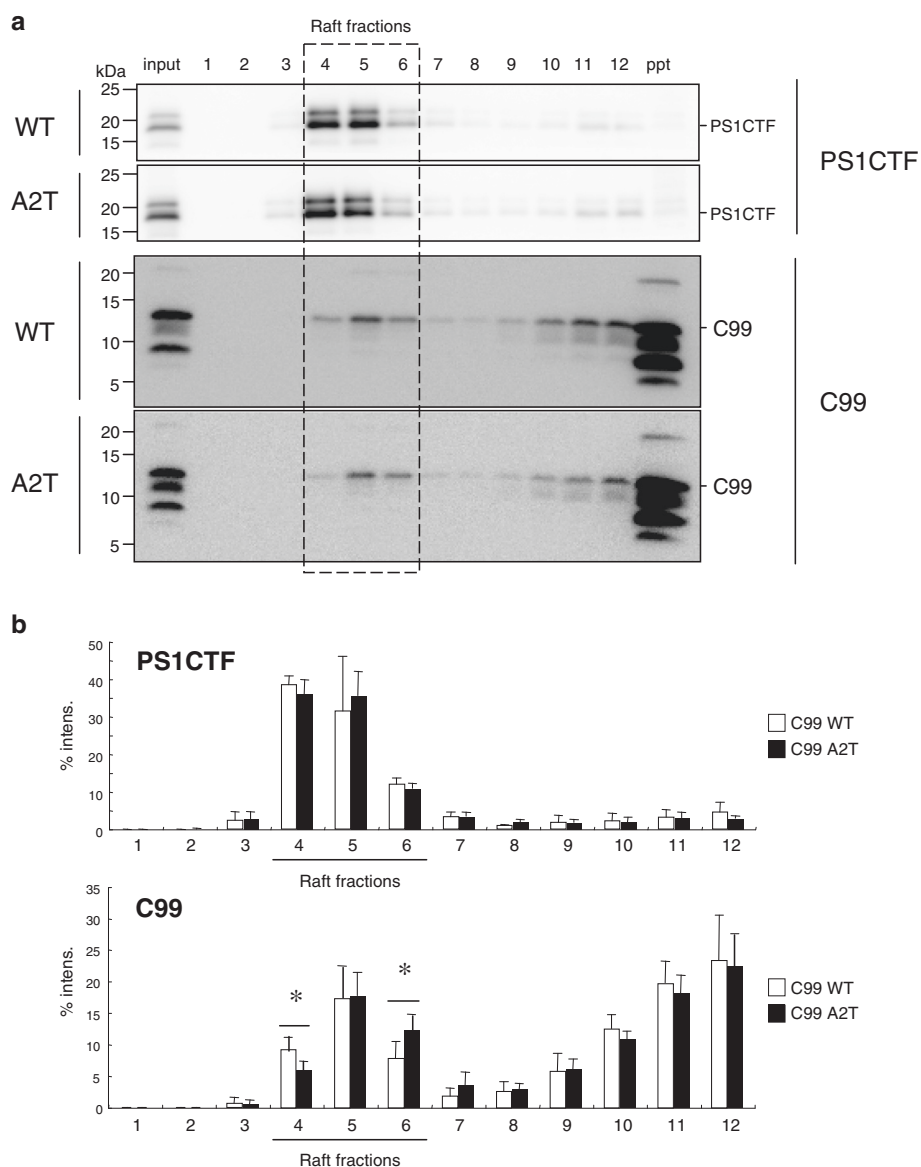 a
Raft fractions
kDa input 1 2 3 4 5 6 7 8 9 10 11 12 ppt
WT
25
20
15
PS1CTF
A2T
25
20
15
PS1CTF
PS1CTF
WT
20
15
10
5
C99
A2T
20
15
10
5
C99
C99
b
PS1CTF
% intens.
50
40
30
20
10
0
1 2 3 4 5 6 7 8 9 10 11 12
Raft fractions
C99 WT
C99 A2T
C99
% intens.
35
30
25
20
15
10
5
0
* *
1 2 3 4 5 6 7 8 9 10 11 12
Raft fractions
C99 WT
C99 A2T